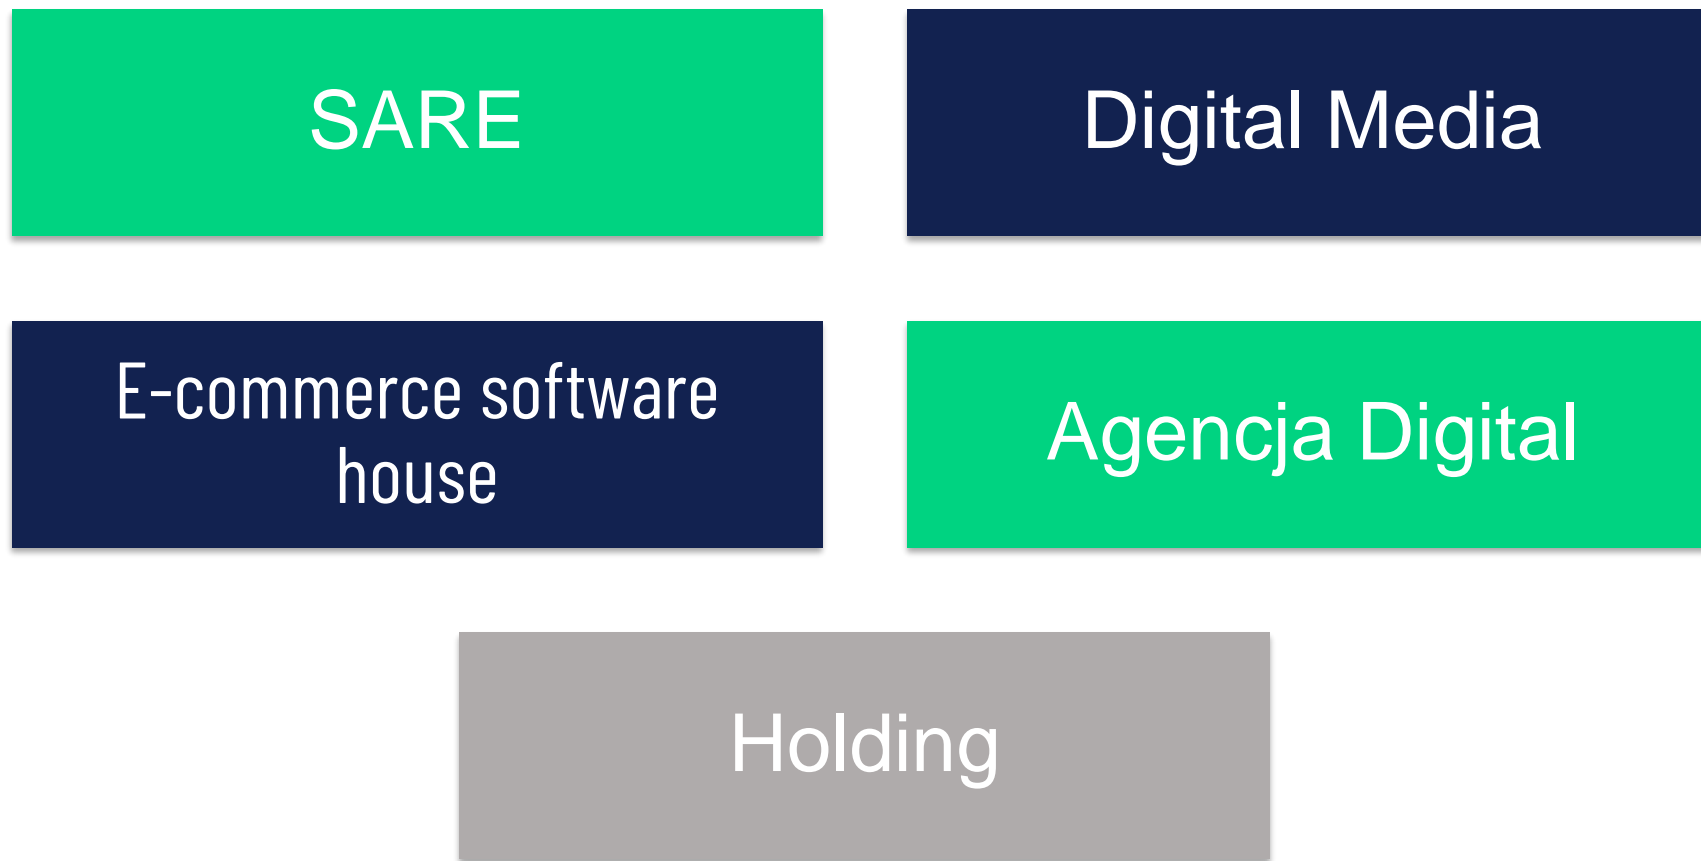 SARE
Digital Media
E-commerce software
house
Agencja Digital
Holding